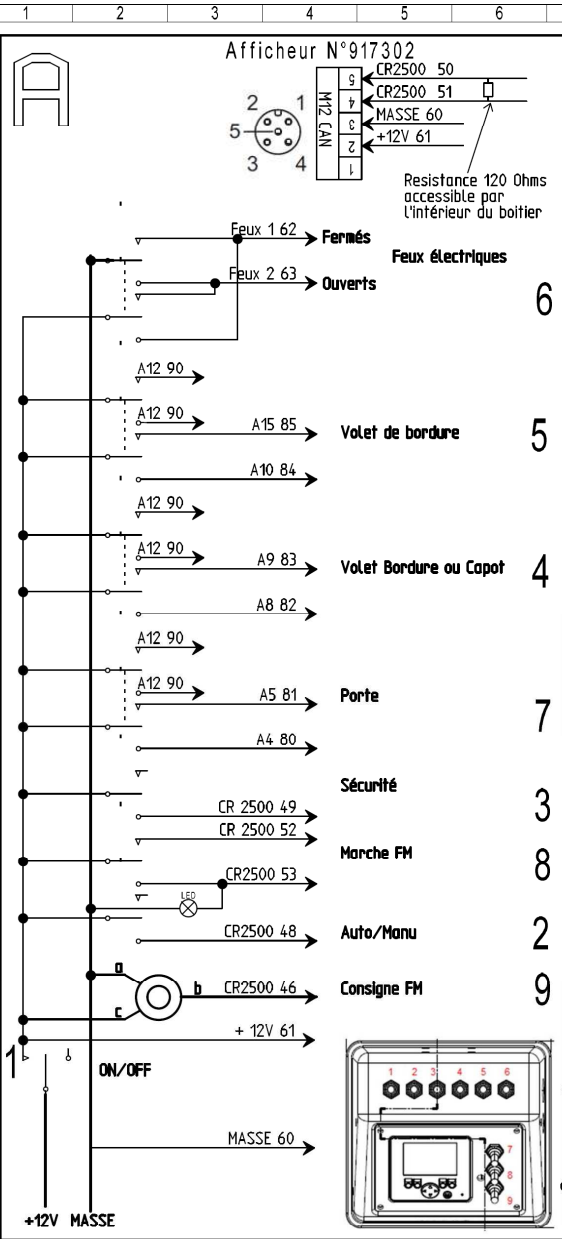 1 2 3 4 5 6
A
Afficheur N°917302
2 1
5
3 4
M12 CAN
5 CR2500 50
4 CR2500 51
3 MASSE 60
2 +12V 61
1
Resistance 120 Ohms
accessible par
l'intérieur du boitier
Feux 1 62 Fermés
Feux électriques
Feux 2 63 Ouverts
6
A12 90
A12 90
A15 85 Volet de bordure 5
A10 84
A12 90
A12 90
A9 83 Volet Bordure ou Capot 4
A8 82
A12 90
A12 90
A5 81 Porte 7
A4 80
Sécurité 3
CR 2500 49
CR 2500 52
Marche FM 8
CR2500 53
LED
CR2500 48 Auto/Manu 2
a
b CR2500 46 Consigne FM 9
c
+ 12V 61
1
ON/OFF
MASSE 60
+12V MASSE
1 2 3 4 5 6
7
8
9